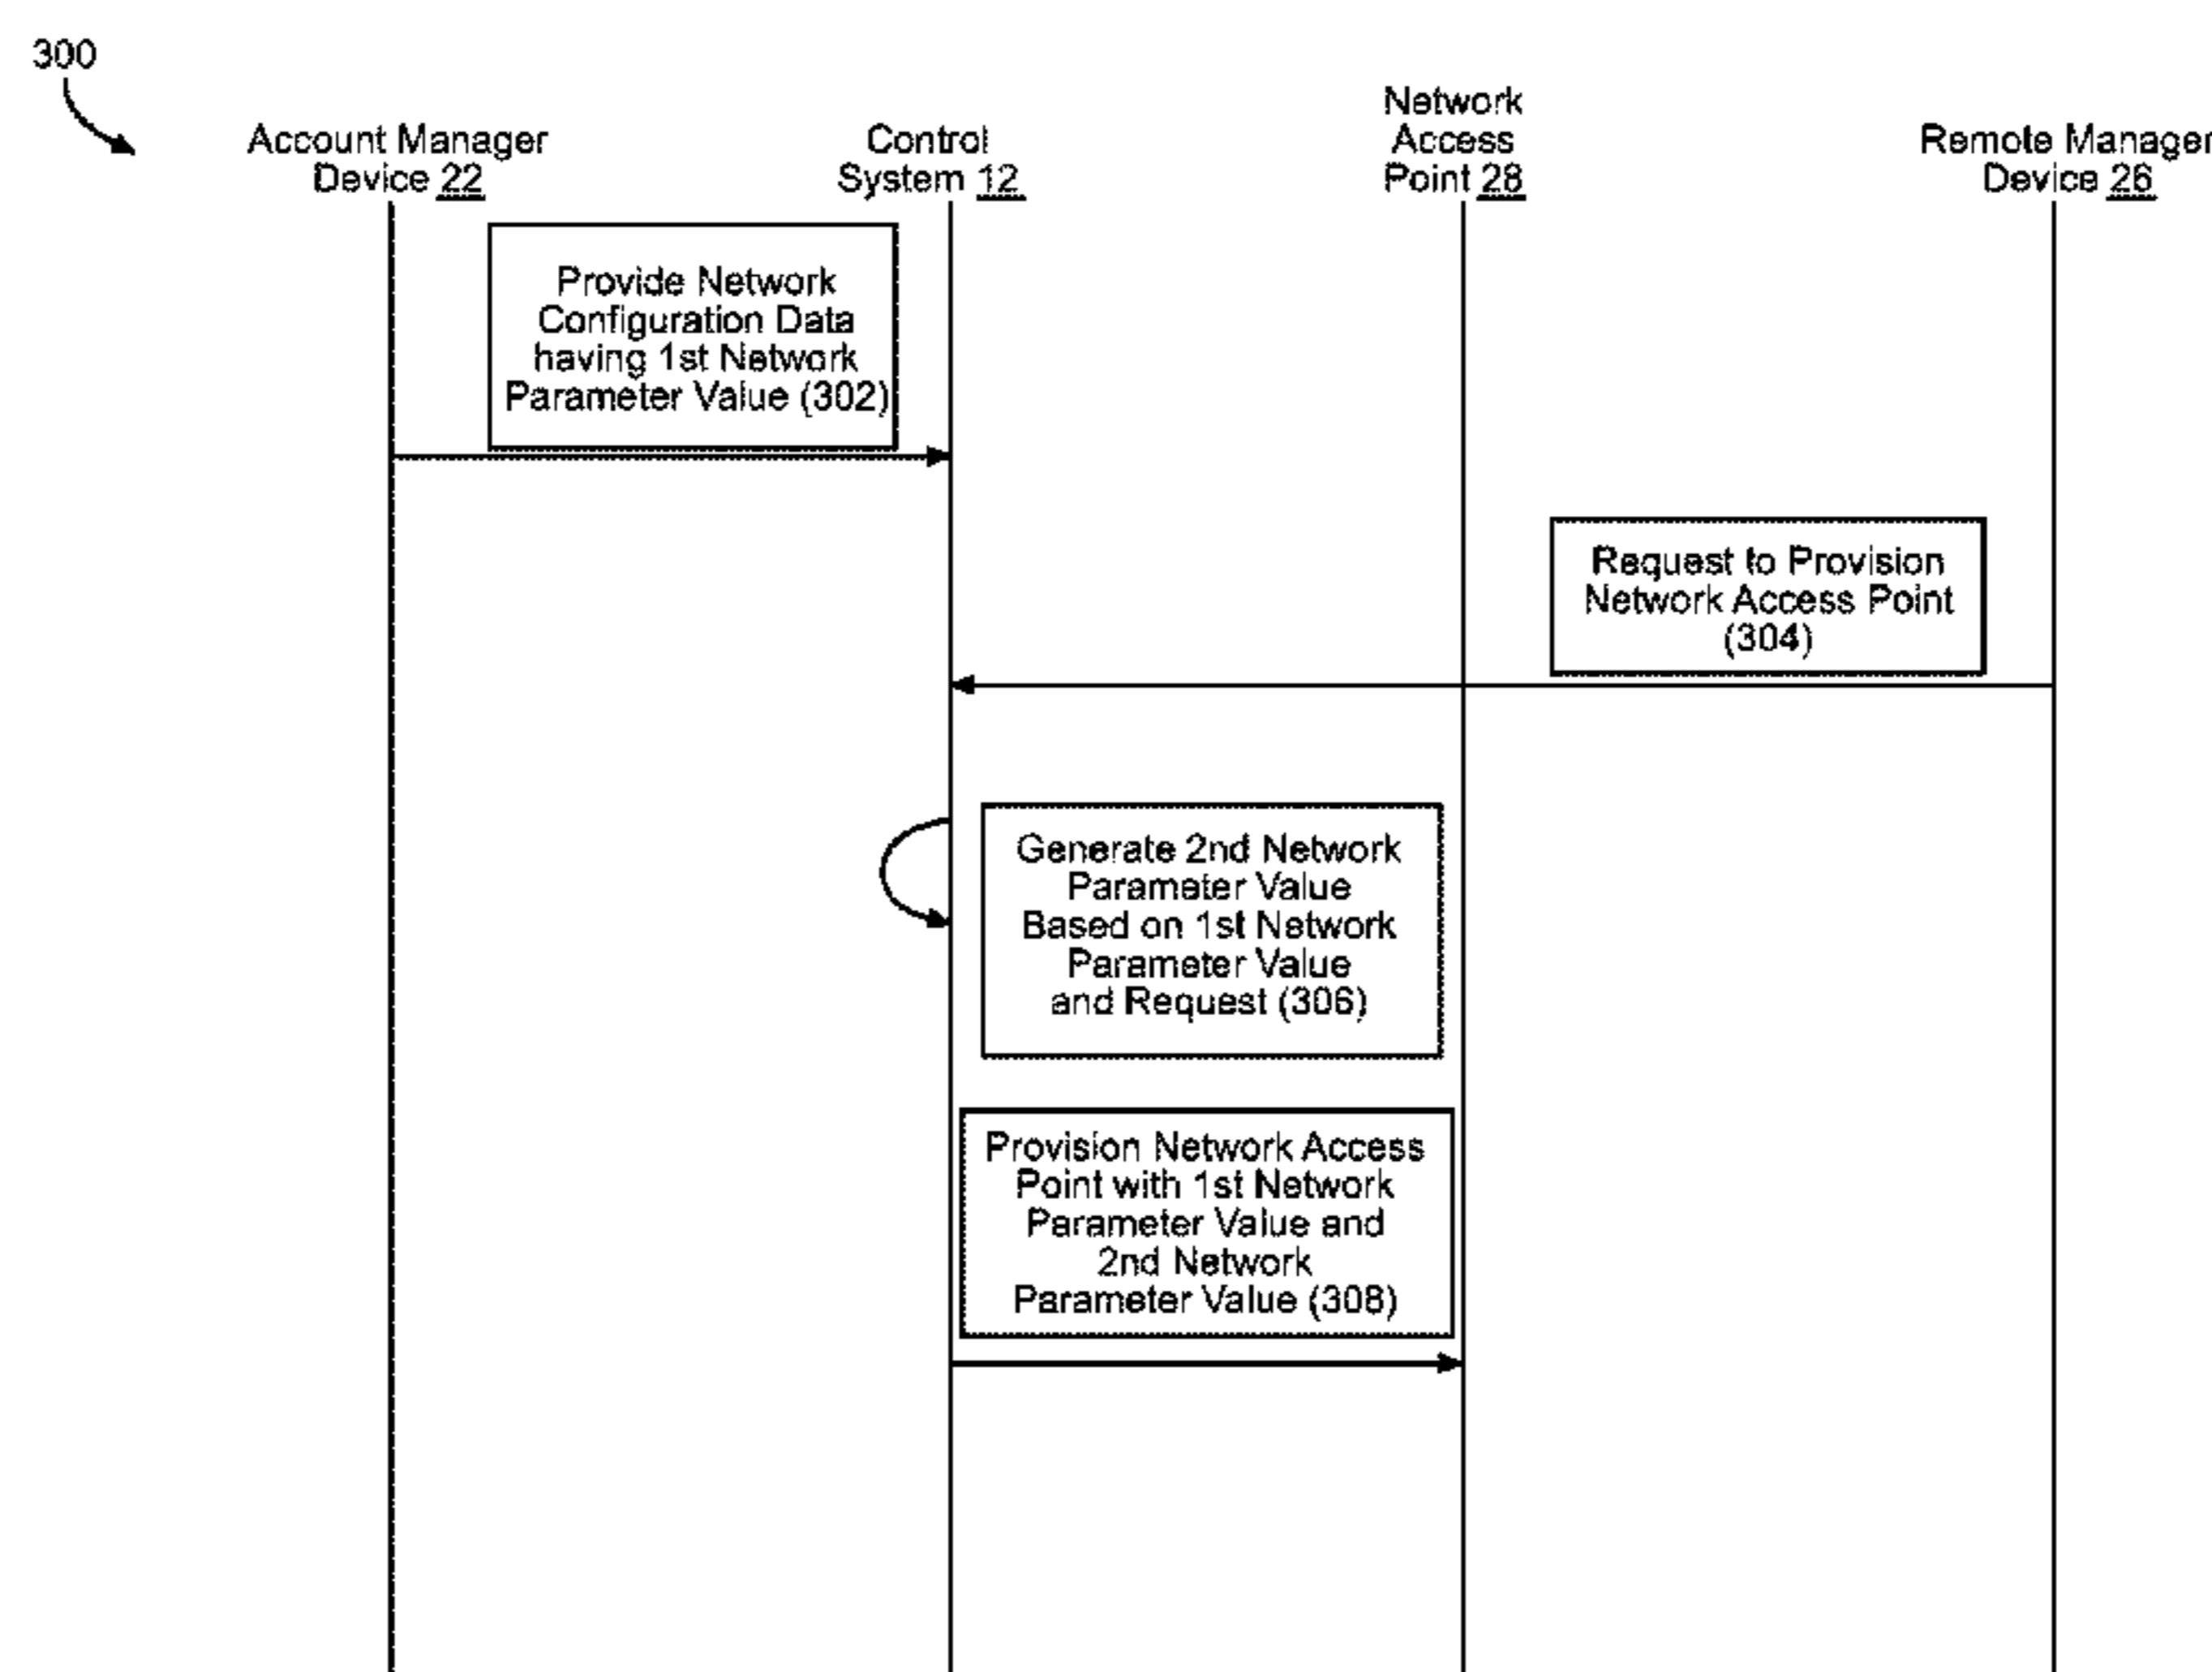 300
Account Manager
Device 22
Control
System 12
Network
Access
Point 28
Remote Manager
Device 26
Provide Network
Configuration Data
having 1st Network
Parameter Value (302)
Request to Provision
Network Access Point
(304)
Generate 2nd Network
Parameter Value
Based on 1st Network
Parameter Value
and Request (306)
Provision Network Access
Point with 1st Network
Parameter Value and
2nd Network
Parameter Value (308)